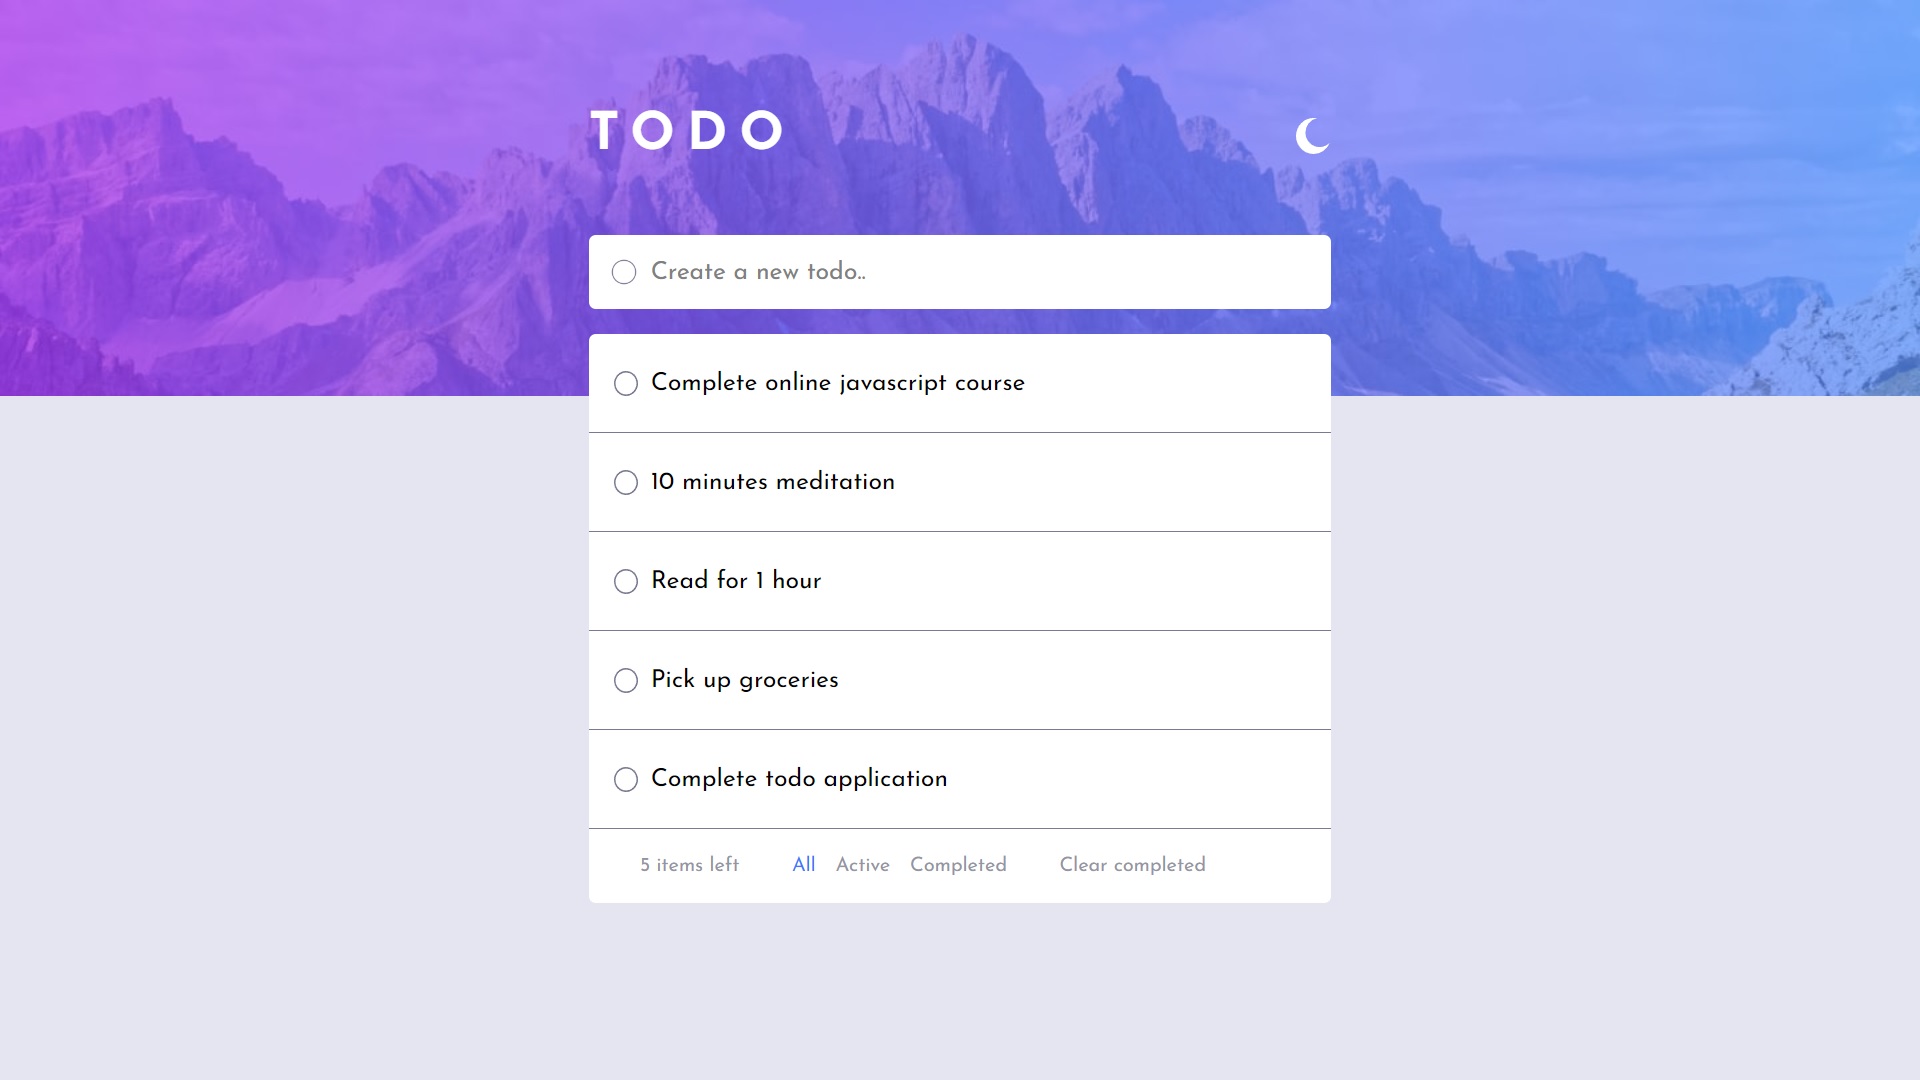 TODO
Create a new todo..
Complete online javascript course
10 minutes meditation
Read for 1 hour
Pick up groceries
Complete todo application
5 items left All Active Completed Clear completed